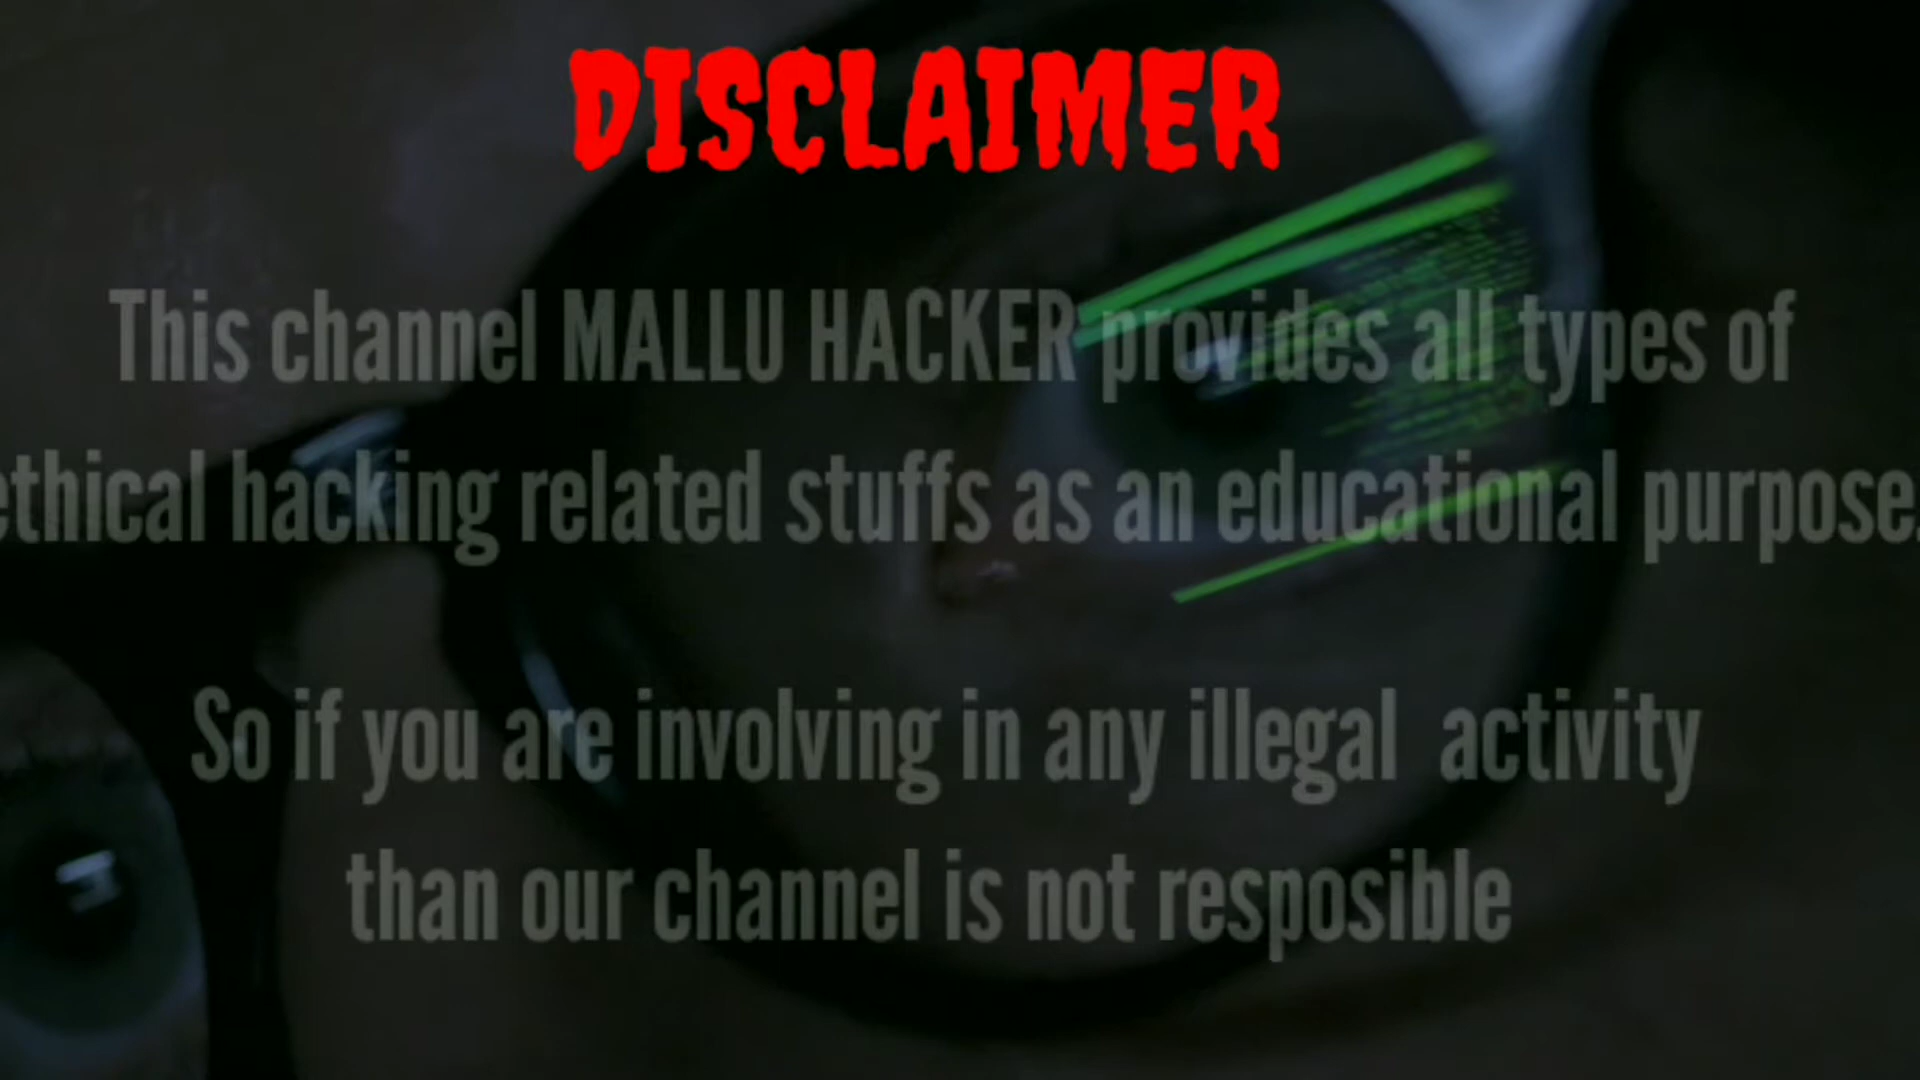 DISCLAIMER
This channel MALLU HACKER provides all types of
ethical hacking related stuffs as an educational purpose.
So if you are involving in any illegal activity
than our channel is not resposible